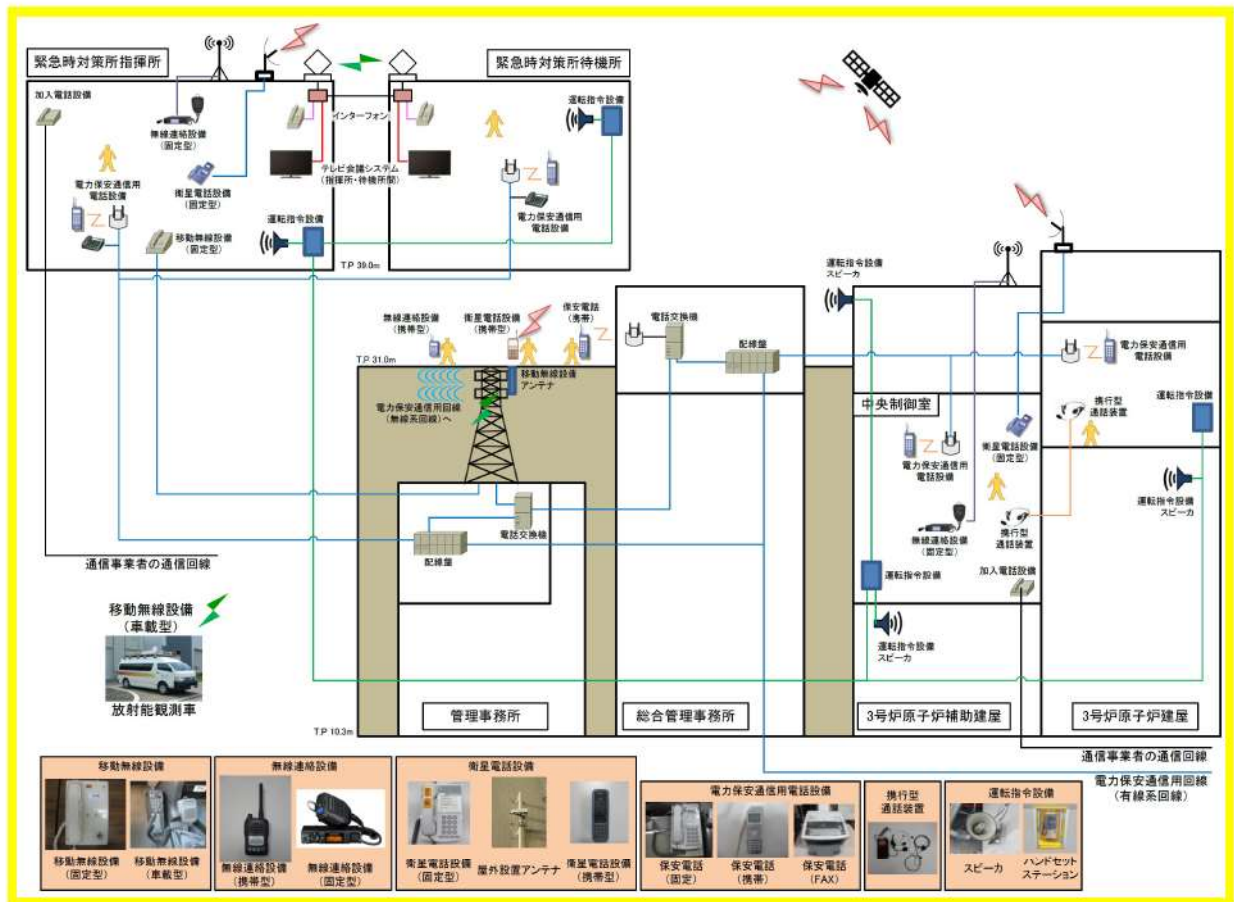 緊急時対策所指揮所
緊急時対策所待機所
加入電話設備
無線連絡設備
(固定型)
インターフォン
運転指令設備
テレビ会議システム
(指揮所・待機所間)
電力保安通信用
電話設備
衛星電話設備
(固定型)
電力保安通信用
電話設備
移動無線設備
(固定型)
運転指令設備
T.P 39.0m
運転指令設備
スピーカ
無線連絡設備
(携帯型)
衛星電話設備
(携帯型)
保安電話
(携帯)
電話交換機
配線盤
電力保安通信用
電話設備
T.P 31.0m
移動無線設備
アンテナ
電力保安通信用回線
(無線系回線)へ
中央制御室
携行型
通話装置
運転指令設備
衛星電話設備
(固定型)
電力保安通信用
電話設備
運転指令設備
スピーカ
無線連絡設備
(固定型)
携行型
通話装置
電話交換機
配線盤
通信事業者の通信回線
運転指令設備
加入電話設備
移動無線設備
(車載型)
運転指令設備
スピーカ
放射能観測車
管理事務所
総合管理事務所
3号炉原子炉補助建屋
3号炉原子炉建屋
T.P 10.3m
通信事業者の通信回線
電力保安通信用回線
(有線系回線)
移動無線設備
移動無線設備
(固定型)
移動無線設備
(車載型)
無線連絡設備
無線連絡設備
(携帯型)
無線連絡設備
(固定型)
衛星電話設備
衛星電話設備
(固定型)
屋外設置アンテナ
衛星電話設備
(携帯型)
電力保安通信用電話設備
保安電話
(固定)
保安電話
(携帯)
保安電話
(FAX)
携行型
通話装置
運転指令設備
スピーカ
ハンドセット
ステーション